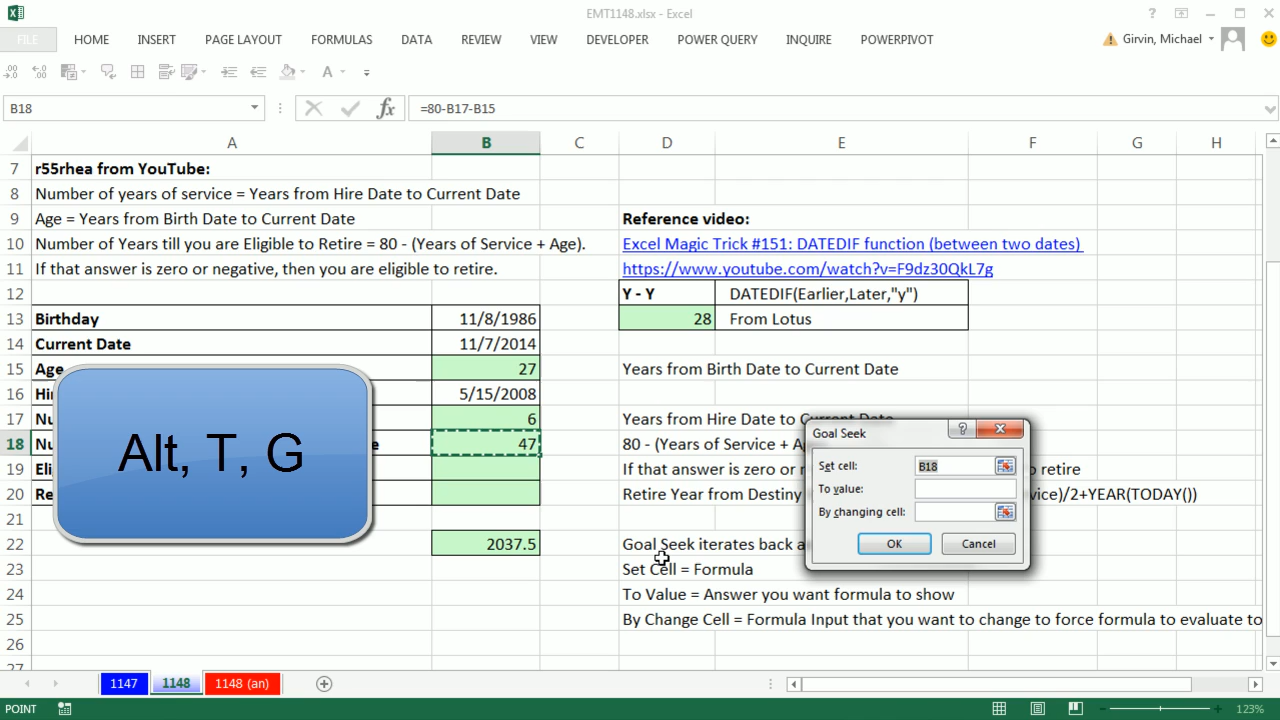 EMT1148.xlsx - Excel
FILE HOME INSERT PAGE LAYOUT FORMULAS DATA REVIEW VIEW DEVELOPER POWER QUERY INQUIRE POWERPIVOT Girvin, Michael
B18 fx =80-B17-B15
A B C D E F G H
7 r55rhea from YouTube:
8 Number of years of service = Years from Hire Date to Current Date
9 Age = Years from Birth Date to Current Date Reference video:
10 Number of Years till you are Eligible to Retire = 80 - (Years of Service + Age). Excel Magic Trick #151: DATEDIF function (between two dates)
11 If that answer is zero or negative, then you are eligible to retire. https://www.youtube.com/watch?v=F9dz30QkL7g
12 Y - Y DATEDIF(Earlier,Later,"y")
13 Birthday 11/8/1986 28 From Lotus
14 Current Date 11/7/2014
15 Age 27 Years from Birth Date to Current Date
16 Hi 5/15/2008
17 Nu 6 Years from Hire Date to Current Date
18 Nu e 47 80 - (Years of Service + Ag
19 Eli If that answer is zero or n o retire
20 Re Retire Year from Destiny vice)/2+YEAR(TODAY())
21
22 2037.5 Goal Seek iterates back a
23 Set Cell = Formula
24 To Value = Answer you want formula to show
25 By Change Cell = Formula Input that you want to change to force formula to evaluate to
26
27
Alt, T, G
Goal Seek
Set cell: B18
To value:
By changing cell:
OK Cancel
1147 1148 1148 (an)
POINT 123%